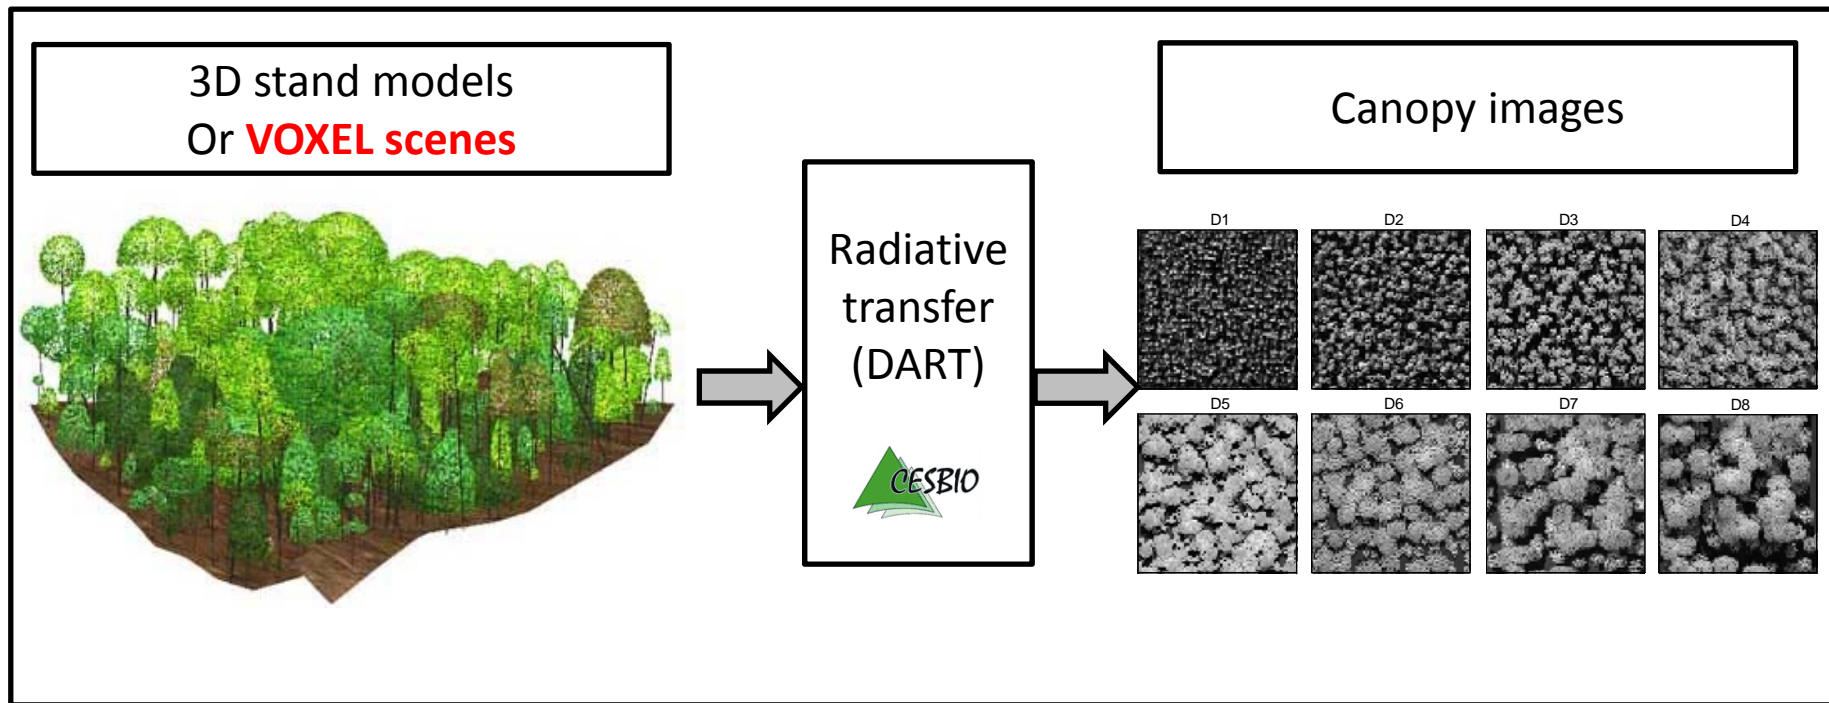 3D stand models
Or VOXEL scenes
Radiative
transfer
(DART)
CESBIO
Canopy images
D1 D2 D3 D4
D5 D6 D7 D8